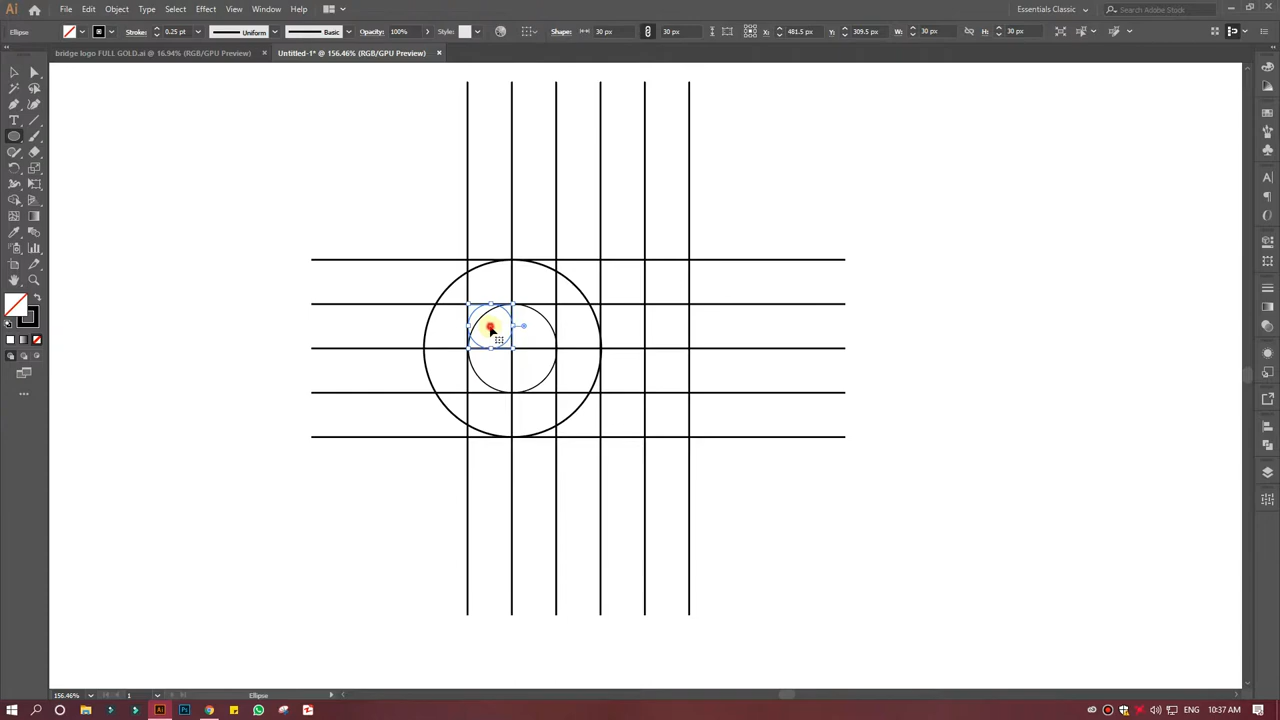 Ai File Edit Object Type Select Effect View Window Help Essentials Classic Search Adobe Stock
Ellipse Stroke: 0.25 pt Uniform Basic Opacity: 100% Style: Shape: 30 px 30 px X: 481.5 px Y: 309.5 px W: 30 px H: 30 px
bridge logo FULL GOLD.ai @ 16.94% (RGB/GPU Preview) × Untitled-1* @ 156.46% (RGB/GPU Preview) ×
156.46% 1 Ellipse
Ai Ps ENG 10:37 AM